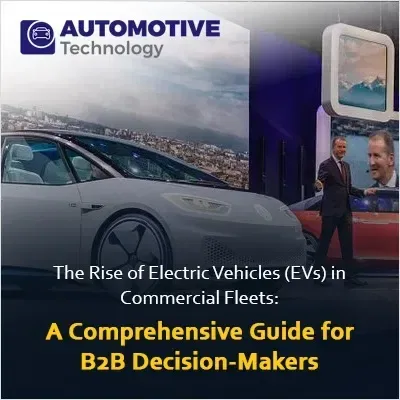 AUTOMOTIVE
Technology
The Rise of Electric Vehicles (EVs) in
Commercial Fleets:
A Comprehensive Guide for
B2B Decision-Makers